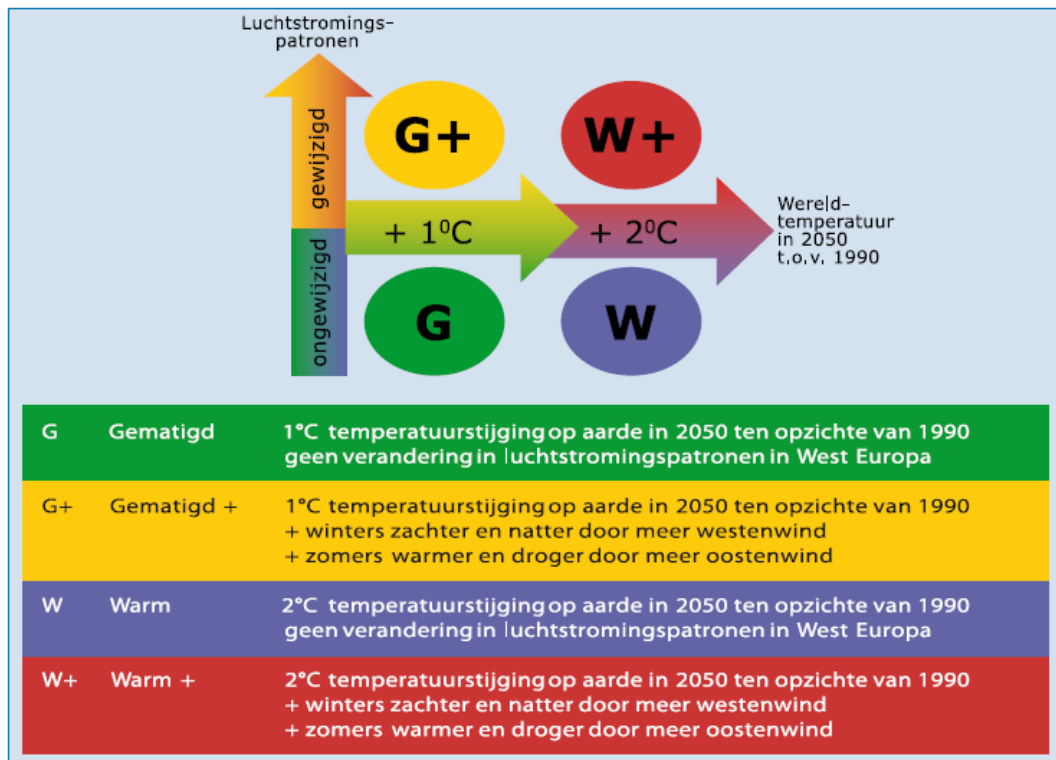 Luchtstromings-
patronen
gewijzigd
ongewijzigd
G+
W+
+ 1⁰C
+ 2⁰C
G
W
Wereld-
temperatuur
in 2050
t.o.v. 1990
G Gematigd 1°C temperatuurstijging op aarde in 2050 ten opzichte van 1990
geen verandering in luchtstromingspatronen in West Europa
G+ Gematigd + 1°C temperatuurstijging op aarde in 2050 ten opzichte van 1990
+ winters zachter en natter door meer westenwind
+ zomers warmer en droger door meer oostenwind
W Warm 2°C temperatuurstijging op aarde in 2050 ten opzichte van 1990
geen verandering in luchtstromingspatronen in West Europa
W+ Warm + 2°C temperatuurstijging op aarde in 2050 ten opzichte van 1990
+ winters zachter en natter door meer westenwind
+ zomers warmer en droger door meer oostenwind